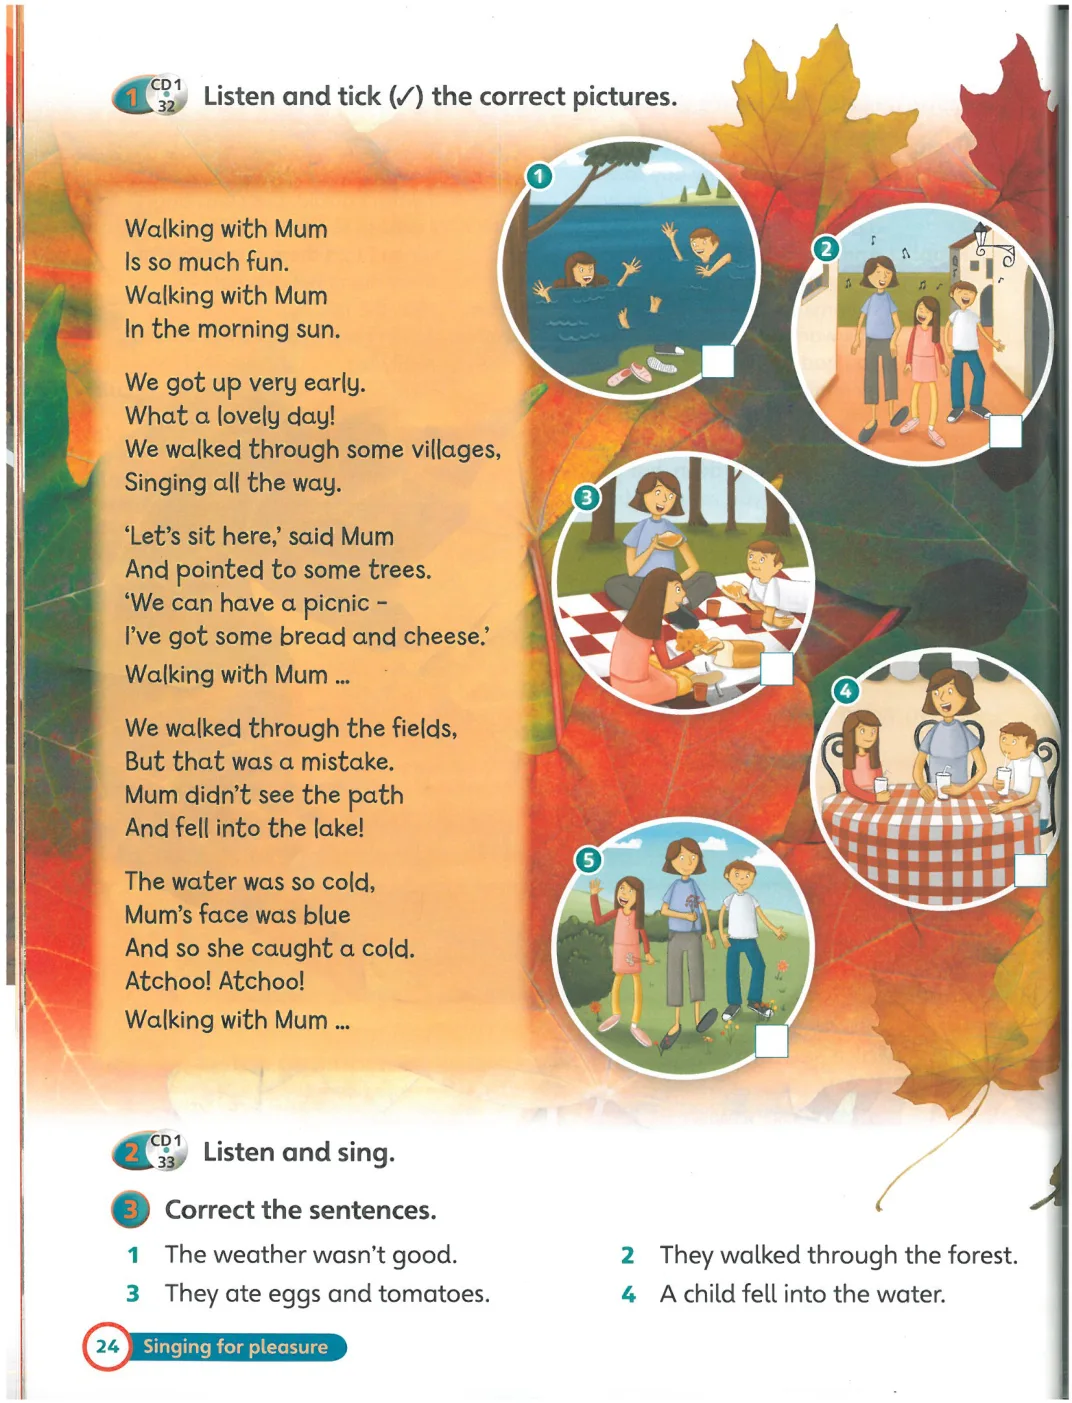 1 CD1 32 Listen and tick (✓) the correct pictures.
Walking with Mum
Is so much fun.
Walking with Mum
In the morning sun.
We got up very early.
What a lovely day!
We walked through some villages,
Singing all the way.
‘Let’s sit here,’ said Mum
And pointed to some trees.
‘We can have a picnic –
I’ve got some bread and cheese.’
Walking with Mum ...
We walked through the fields,
But that was a mistake.
Mum didn’t see the path
And fell into the lake!
The water was so cold,
Mum’s face was blue
And so she caught a cold.
Atchoo! Atchoo!
Walking with Mum ...
1
2
3
4
5
2 CD1 33 Listen and sing.
3 Correct the sentences.
1 The weather wasn’t good.
2 They walked through the forest.
3 They ate eggs and tomatoes.
4 A child fell into the water.
24 Singing for pleasure